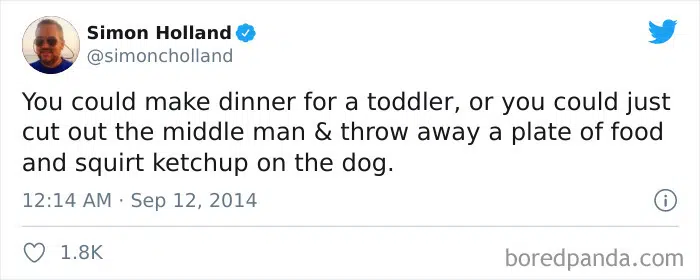 Simon Holland
@simoncholland
You could make dinner for a toddler, or you could just
cut out the middle man & throw away a plate of food
and squirt ketchup on the dog.
12:14 AM · Sep 12, 2014
1.8K
boredpanda.com